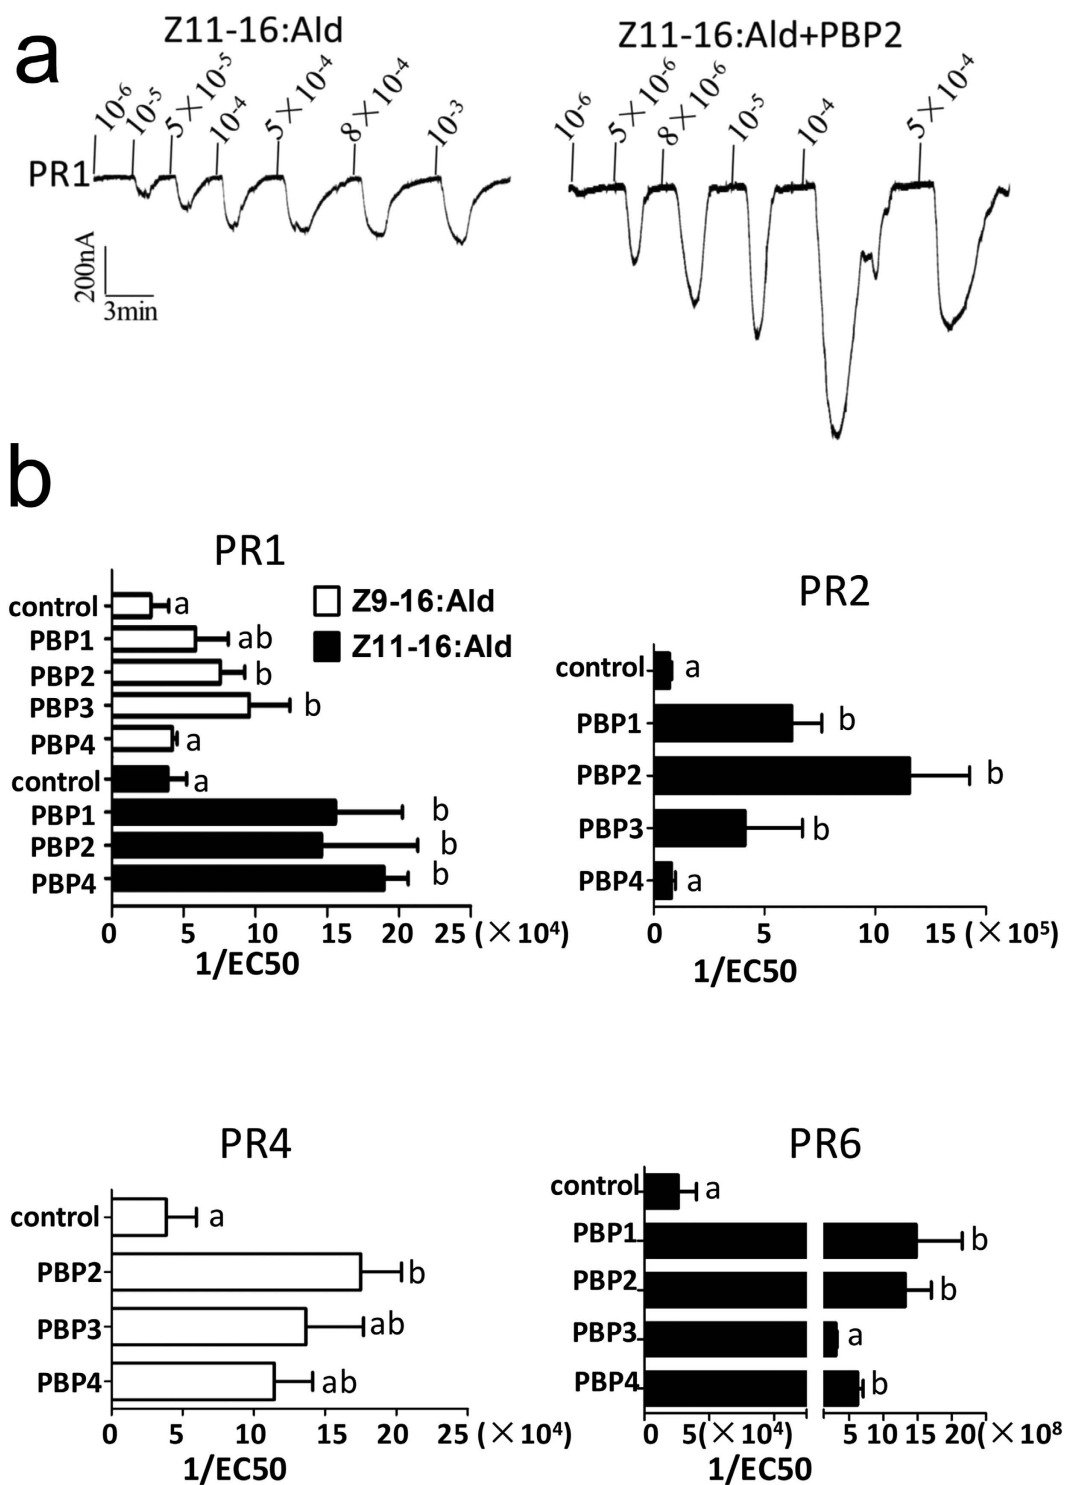 a
Z11-16:Ald
Z11-16:Ald+PBP2
10-6
10-5
5×10-5
10-4
5×10-4
8×10-4
10-3
10-6
5×10-6
8×10-6
10-5
10-4
5×10-4
PR1
200nA
3min
b
PR1
Z9-16:Ald
Z11-16:Ald
control a
PBP1 ab
PBP2 b
PBP3 b
PBP4 a
control a
PBP1 b
PBP2 b
PBP4 b
0 5 10 15 20 25 (×10⁴)
1/EC50
PR2
control a
PBP1 b
PBP2 b
PBP3 b
PBP4 a
0 5 10 15 (×10⁵)
1/EC50
PR4
control a
PBP2 b
PBP3 ab
PBP4 ab
0 5 10 15 20 25 (×10⁴)
1/EC50
PR6
control a
PBP1 b
PBP2 b
PBP3 a
PBP4 b
0 5(×10⁴) 5 10 15 20(×10⁸
1/EC50